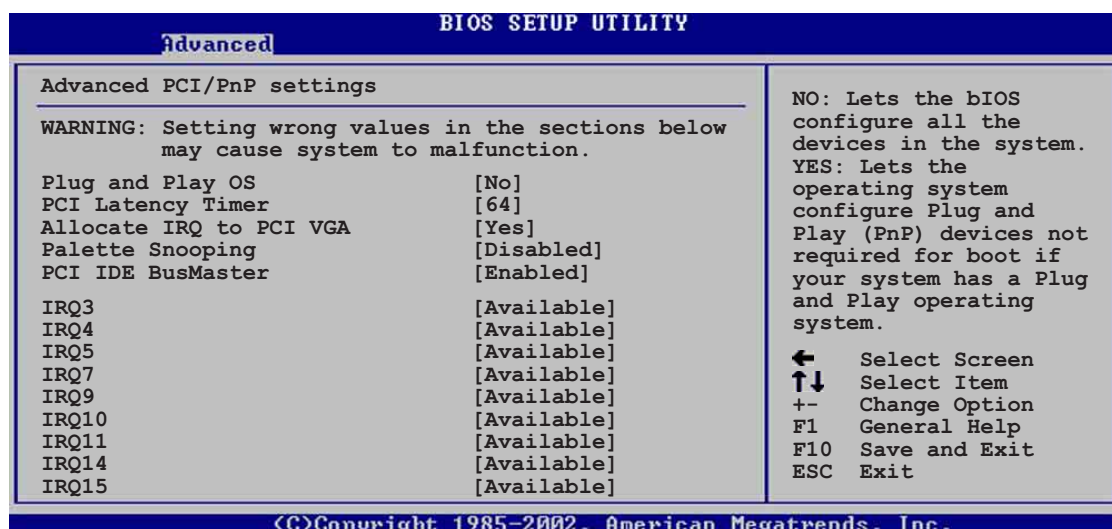 BIOS SETUP UTILITY
Advanced
Advanced PCI/PnP settings
WARNING: Setting wrong values in the sections below
may cause system to malfunction.
Plug and Play OS [No]
PCI Latency Timer [64]
Allocate IRQ to PCI VGA [Yes]
Palette Snooping [Disabled]
PCI IDE BusMaster [Enabled]
IRQ3 [Available]
IRQ4 [Available]
IRQ5 [Available]
IRQ7 [Available]
IRQ9 [Available]
IRQ10 [Available]
IRQ11 [Available]
IRQ14 [Available]
IRQ15 [Available]
NO: Lets the bIOS
configure all the
devices in the system.
YES: Lets the
operating system
configure Plug and
Play (PnP) devices not
required for boot if
your system has a Plug
and Play operating
system.
← Select Screen
↑↓ Select Item
+- Change Option
F1 General Help
F10 Save and Exit
ESC Exit
(C)Copyright 1985-2002, American Megatrends, Inc.